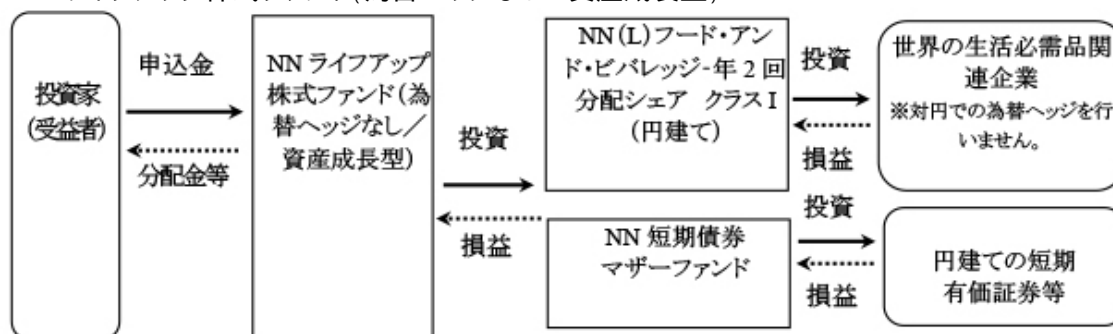 申込金
投資家
(受益者)
分配金等
NN ライフアップ
株式ファンド(為
替ヘッジなし／
資産成長型)
投資
損益
NN(L)フード・アン
ド・ビバレッジ-年2回
分配シェア クラスI
(円建て)
NN 短期債券
マザーファンド
投資
損益
世界の生活必需品関
連企業
※対円での為替ヘッジを行
いません。
投資
損益
円建ての短期
有価証券等